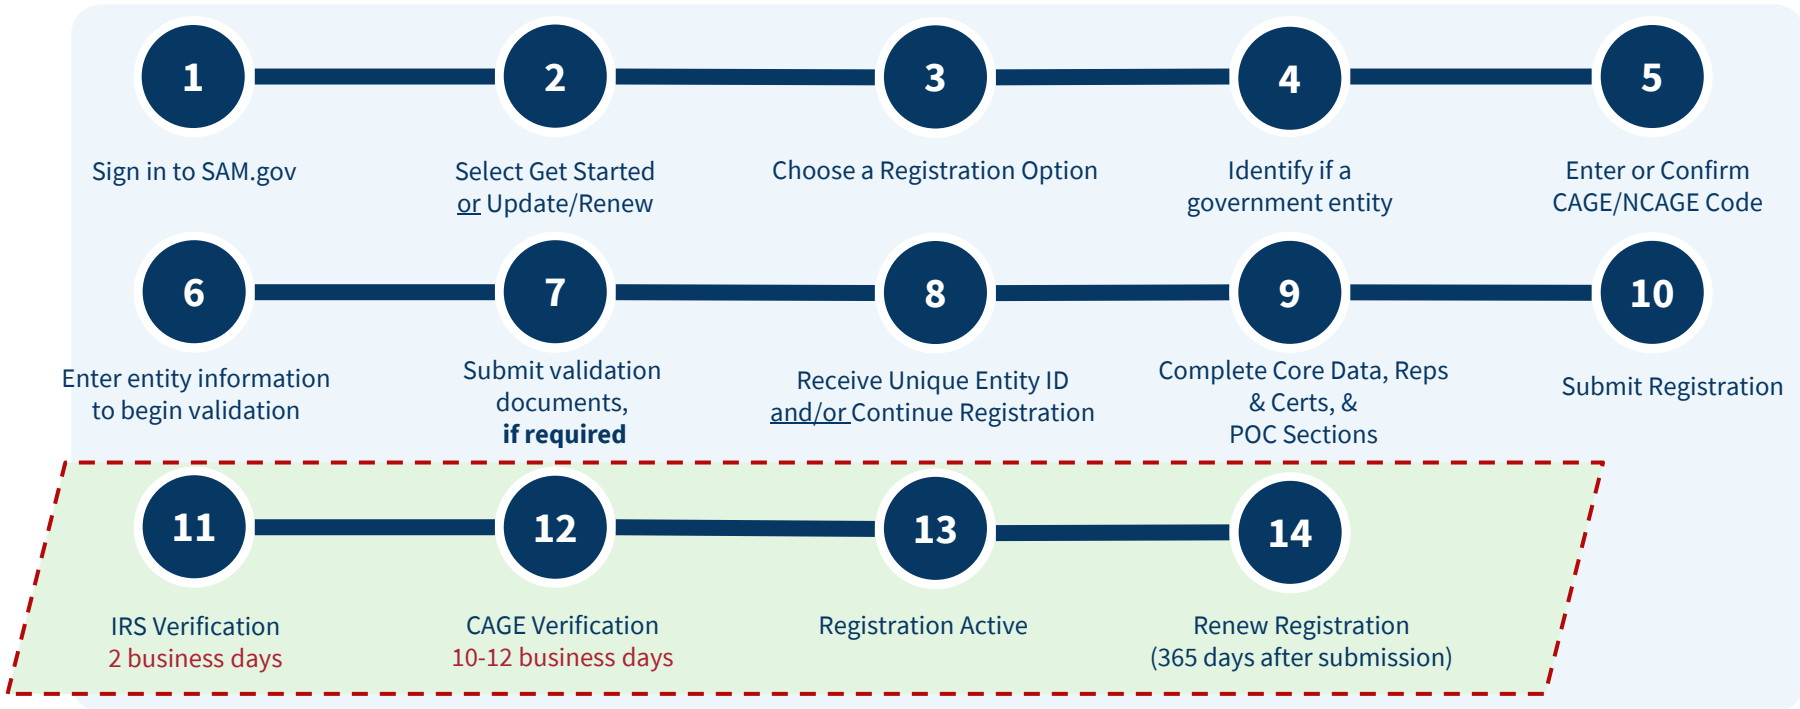 1
2
3
4
5
Sign in to SAM.gov
Select Get Started
or Update/Renew
Choose a Registration Option
Identify if a
government entity
Enter or Confirm
CAGE/NCAGE Code
6
7
8
9
10
Enter entity information
to begin validation
Submit validation
documents,
if required
Receive Unique Entity ID
and/or Continue Registration
Complete Core Data, Reps
& Certs, &
POC Sections
Submit Registration
11
12
13
14
IRS Verification
2 business days
CAGE Verification
10-12 business days
Registration Active
Renew Registration
(365 days after submission)